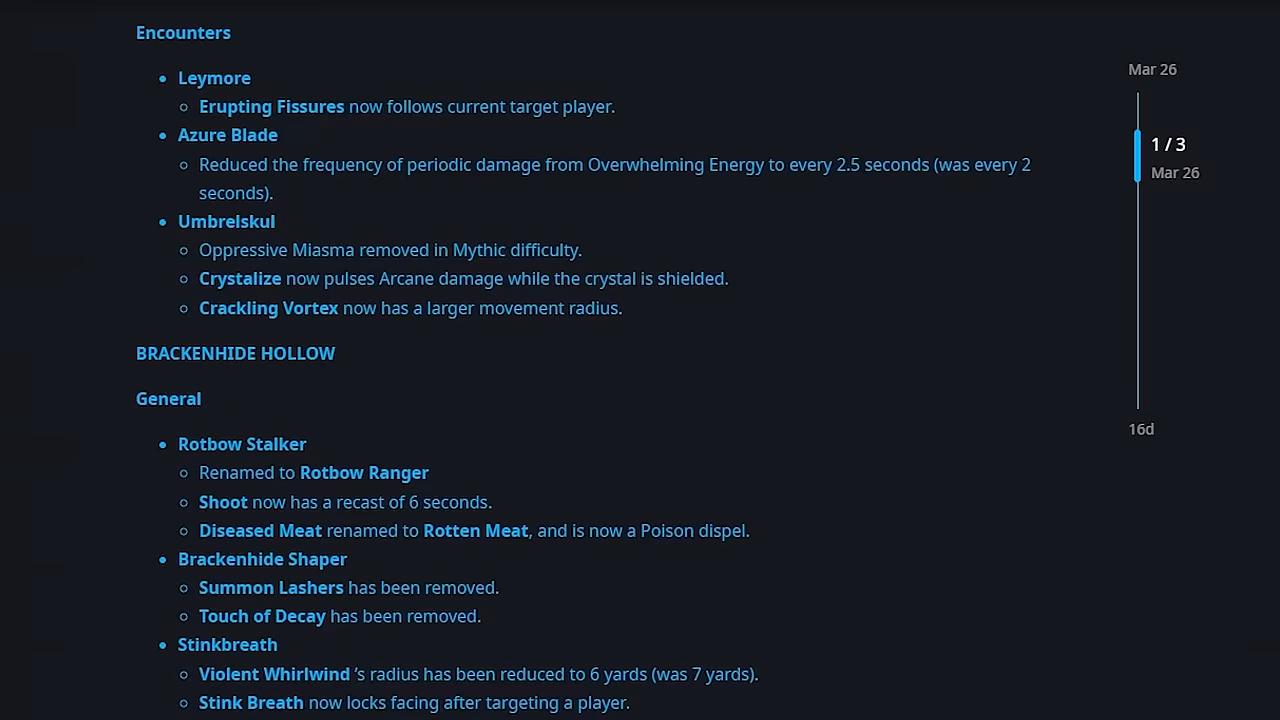 Encounters
Leymore
Erupting Fissures now follows current target player.
Azure Blade
Reduced the frequency of periodic damage from Overwhelming Energy to every 2.5 seconds (was every 2
seconds).
Umbrelskul
Oppressive Miasma removed in Mythic difficulty.
Crystalize now pulses Arcane damage while the crystal is shielded.
Crackling Vortex now has a larger movement radius.
BRACKENHIDE HOLLOW
General
Rotbow Stalker
Renamed to Rotbow Ranger
Shoot now has a recast of 6 seconds.
Diseased Meat renamed to Rotten Meat, and is now a Poison dispel.
Brackenhide Shaper
Summon Lashers has been removed.
Touch of Decay has been removed.
Stinkbreath
Violent Whirlwind ‘s radius has been reduced to 6 yards (was 7 yards).
Stink Breath now locks facing after targeting a player.
Mar 26
1 / 3
Mar 26
16d